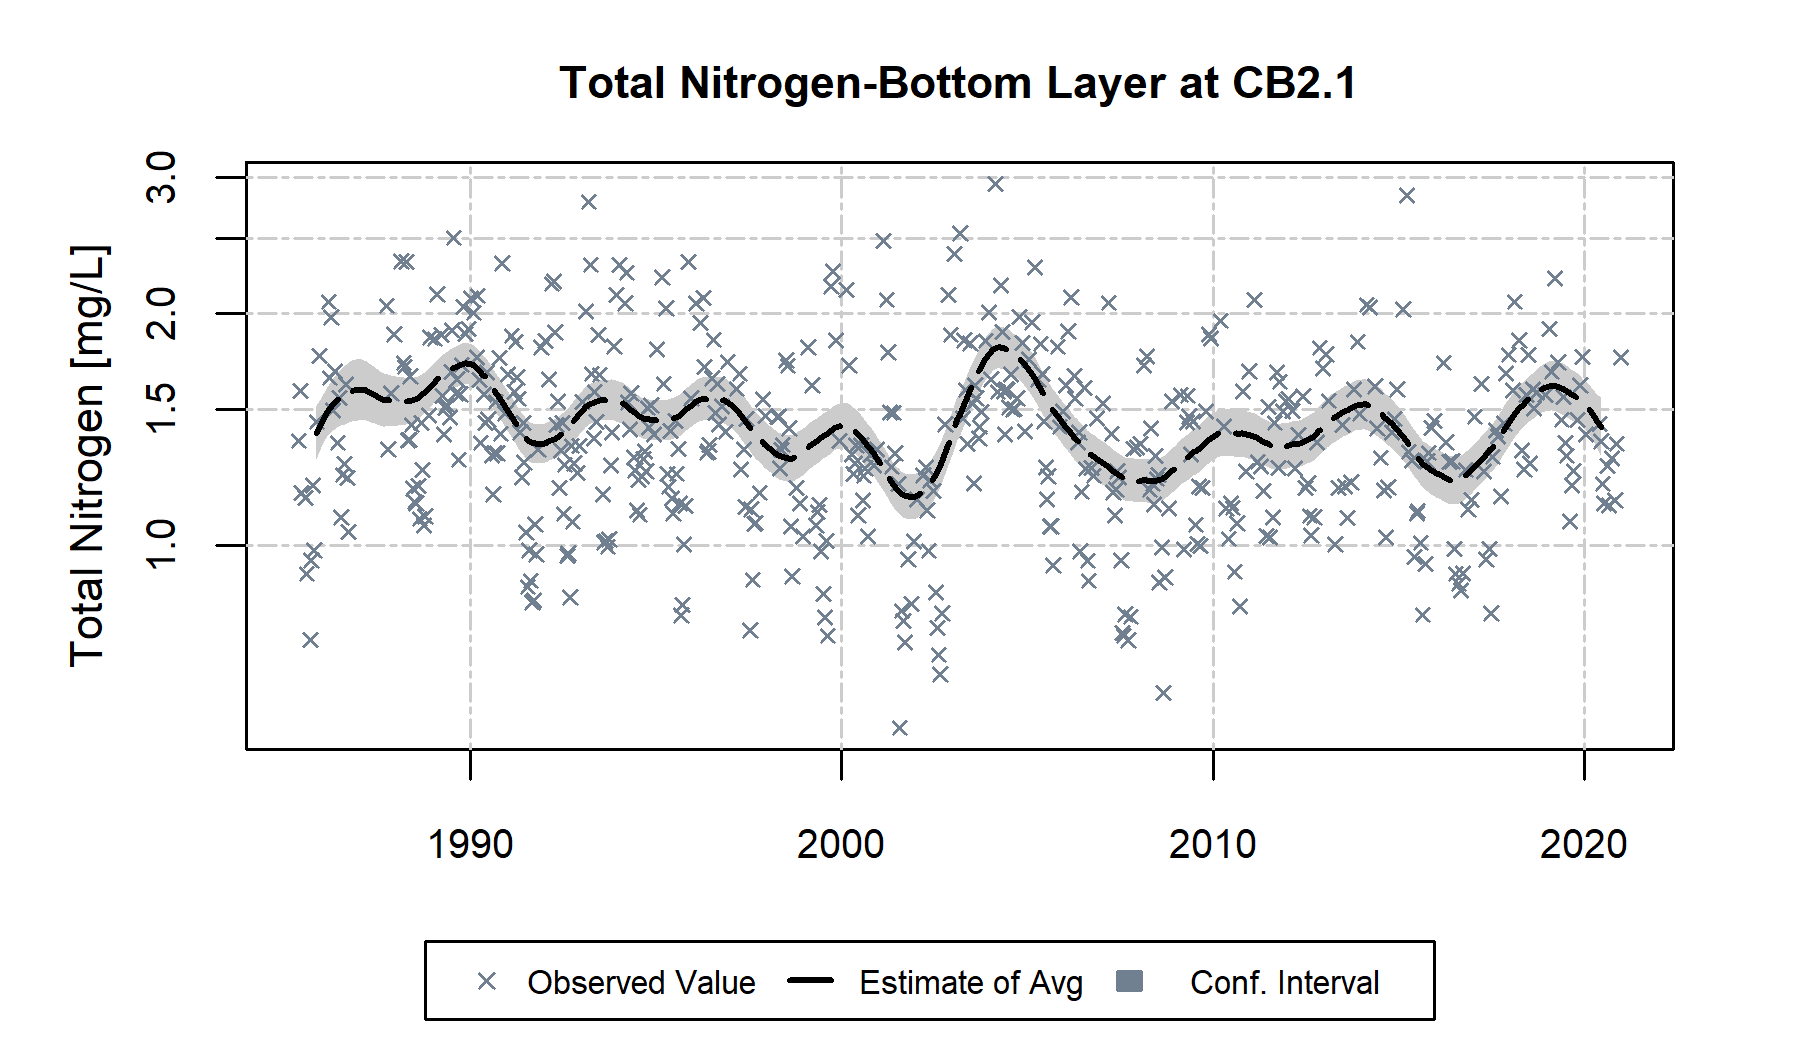 Total Nitrogen-Bottom Layer at CB2.1
Total Nitrogen [mg/L]
3.0
2.0
1.5
1.0
1990 2000 2010 2020
Observed Value Estimate of Avg Conf. Interval